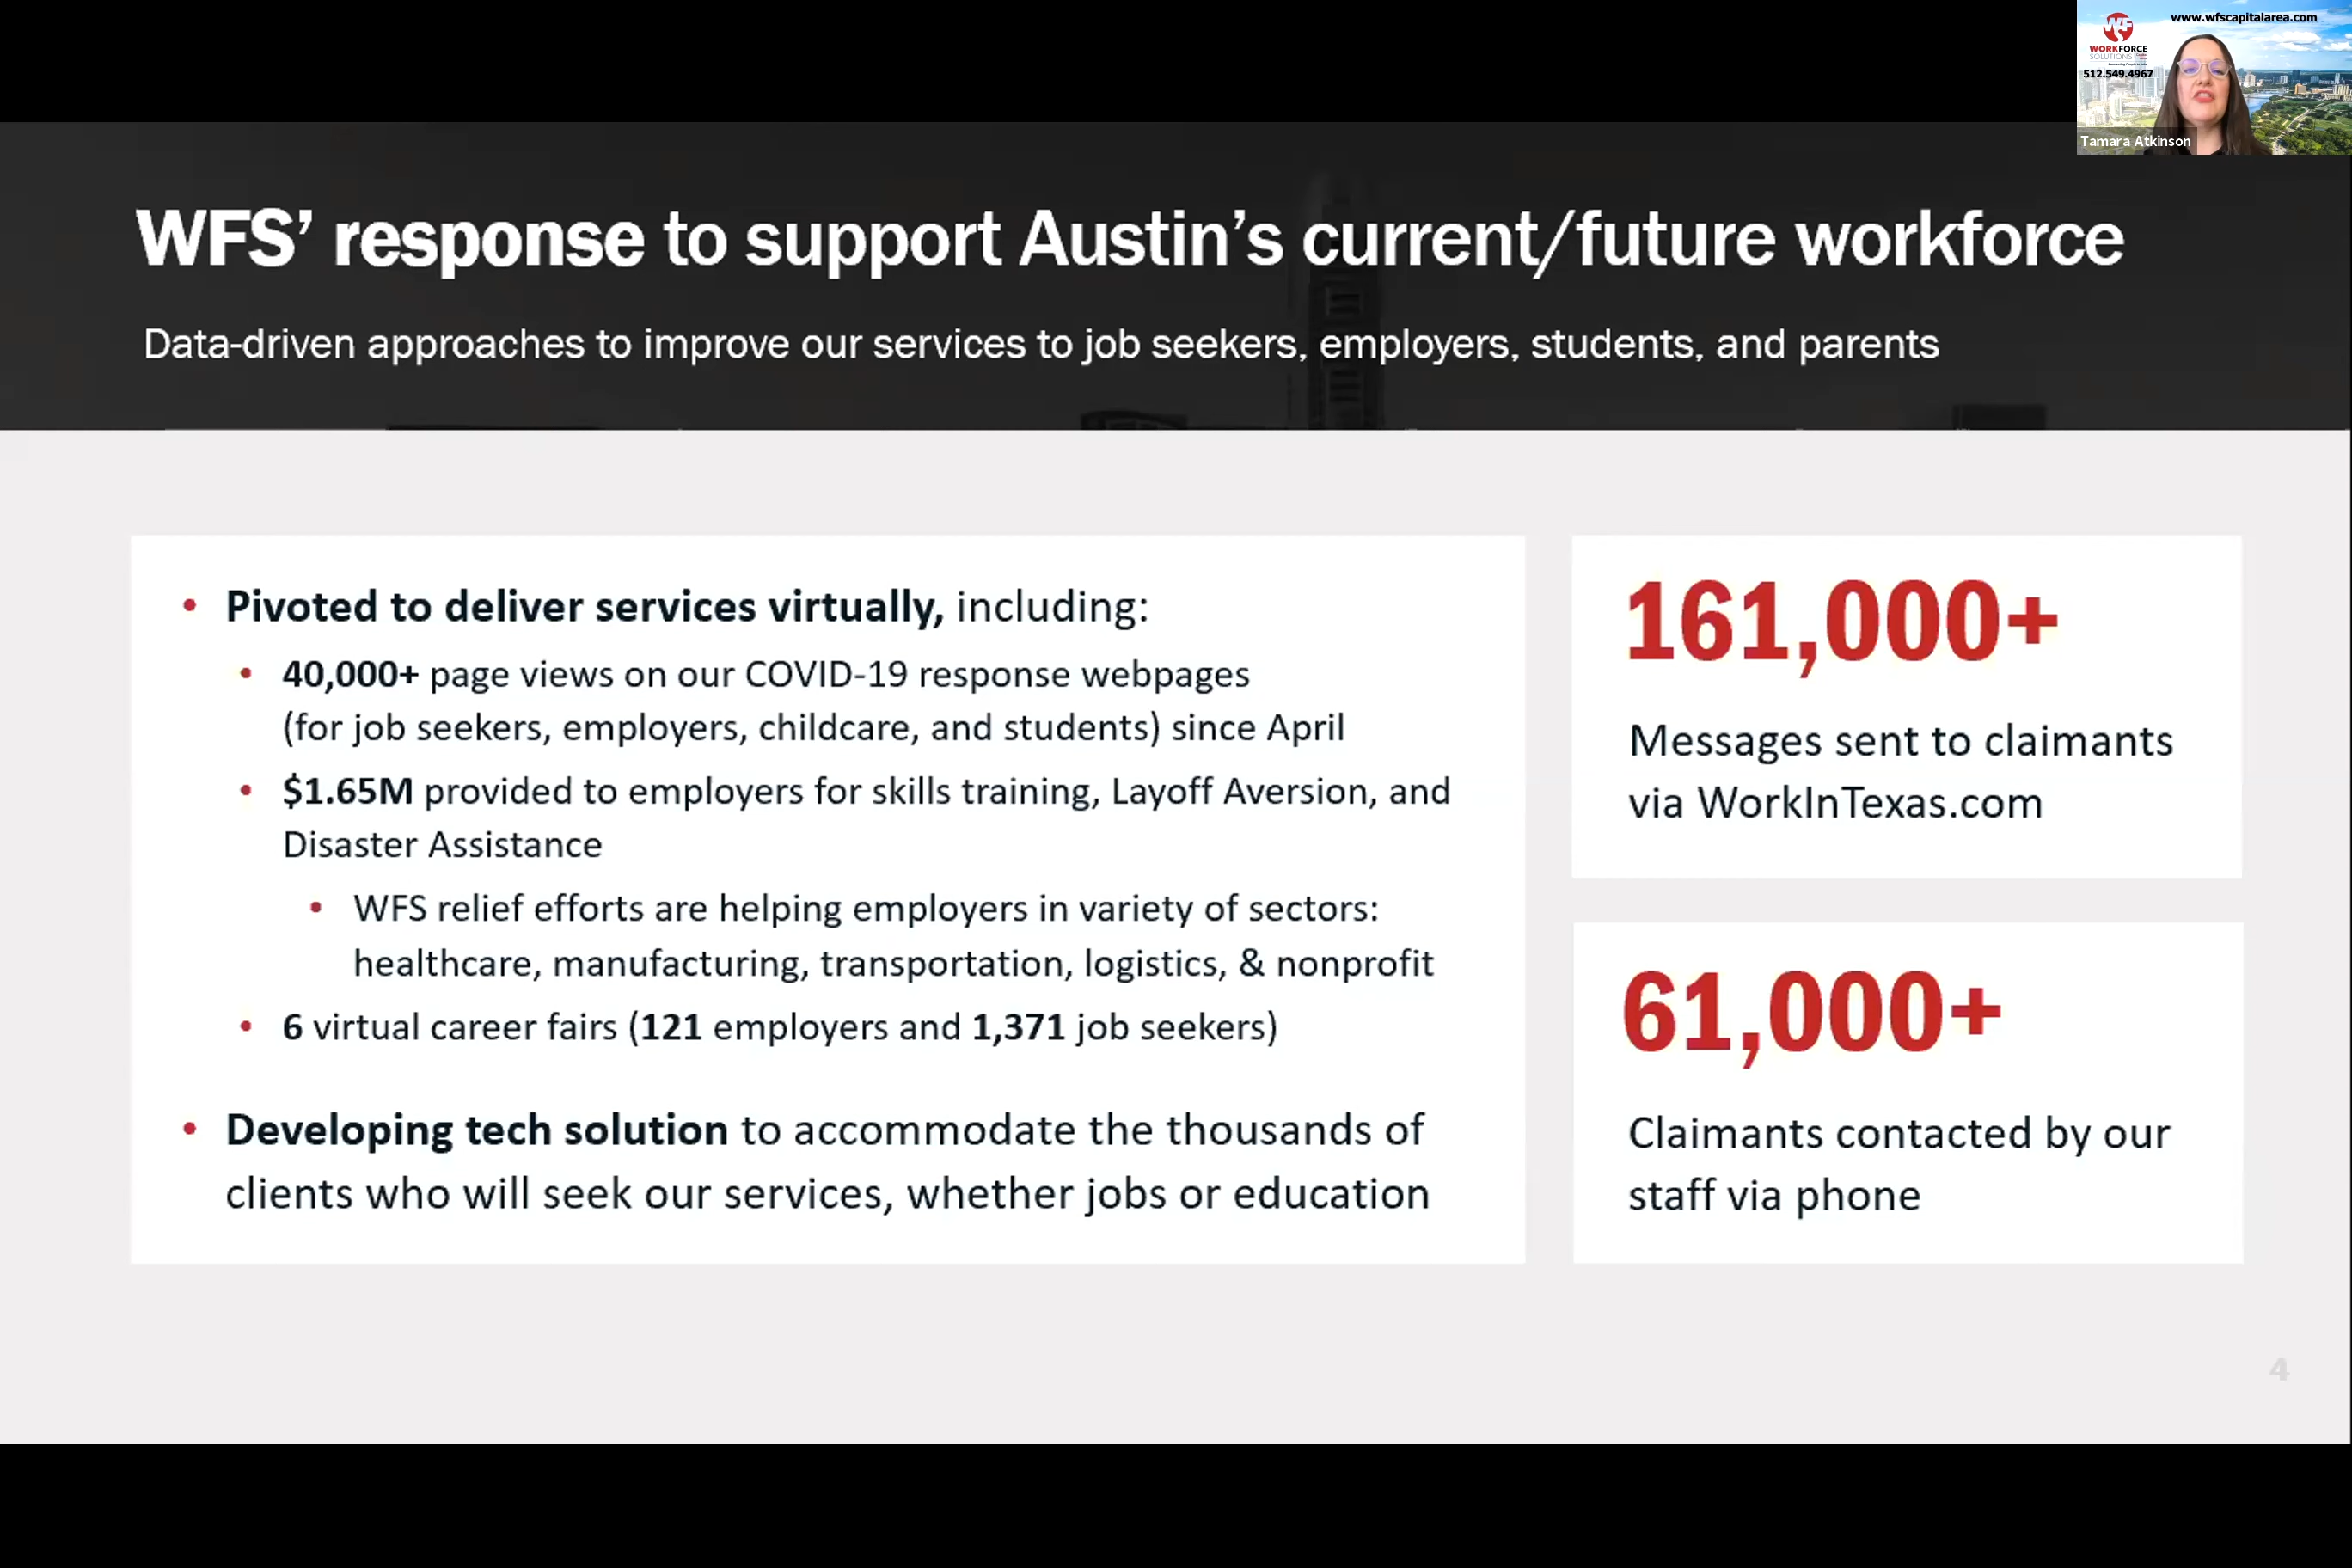 www.wfscapitalarea.com
WF
WORKFORCE
SOLUTIONS
512.549.4967
Tamara Atkinson
WFS’ response to support Austin’s current/future workforce
Data-driven approaches to improve our services to job seekers, employers, students, and parents
• Pivoted to deliver services virtually, including:
• 40,000+ page views on our COVID-19 response webpages
(for job seekers, employers, childcare, and students) since April
• $1.65M provided to employers for skills training, Layoff Aversion, and
Disaster Assistance
• WFS relief efforts are helping employers in variety of sectors:
healthcare, manufacturing, transportation, logistics, & nonprofit
• 6 virtual career fairs (121 employers and 1,371 job seekers)
• Developing tech solution to accommodate the thousands of
clients who will seek our services, whether jobs or education
161,000+
Messages sent to claimants
via WorkInTexas.com
61,000+
Claimants contacted by our
staff via phone
4